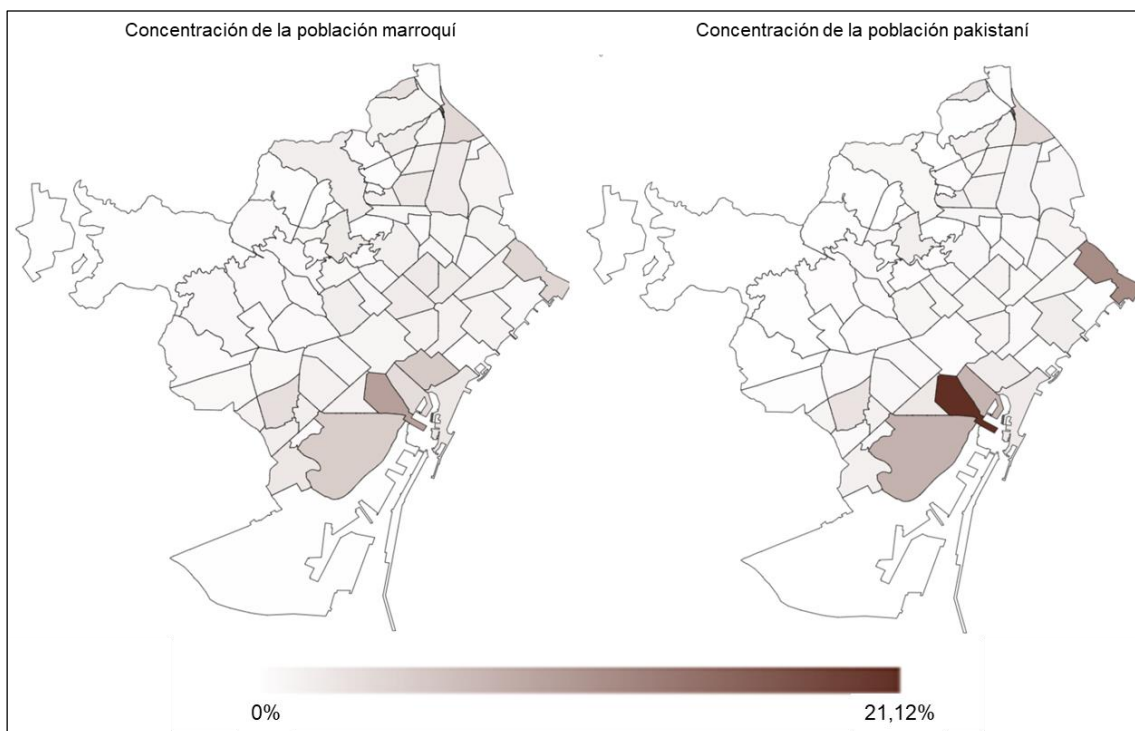 Concentración de la población marroquí
Concentración de la población pakistaní
0%
21,12%